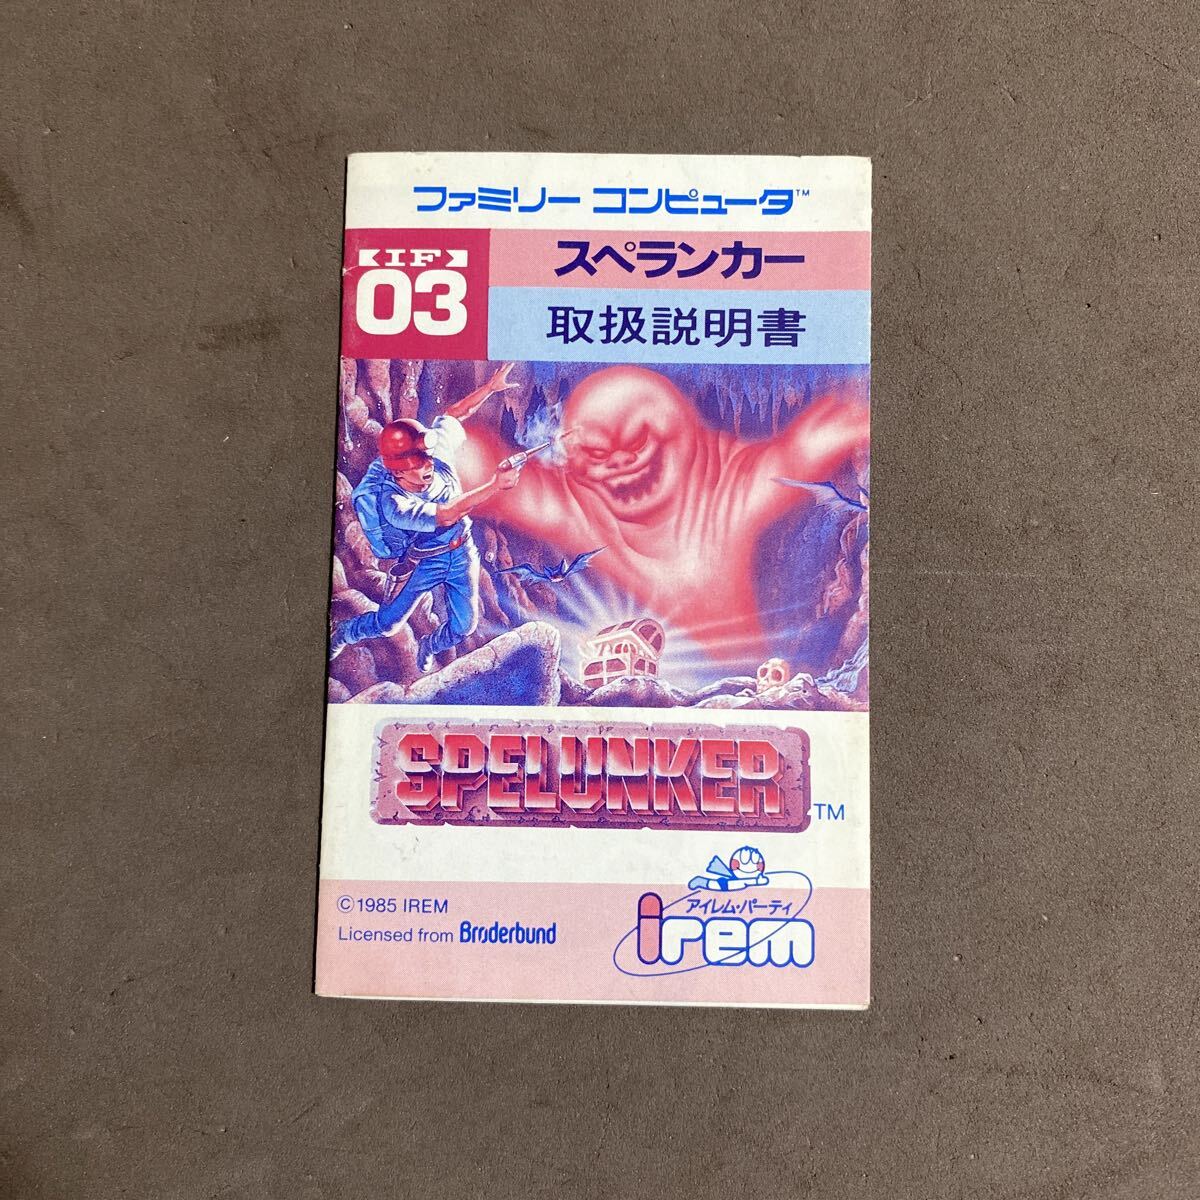 ファミリー コンピュータ™
IF
03
スペランカー
取扱説明書
SPELUNKER TM
©1985 IREM
Licensed from Brøderbund
アイレム・パーティ
irem